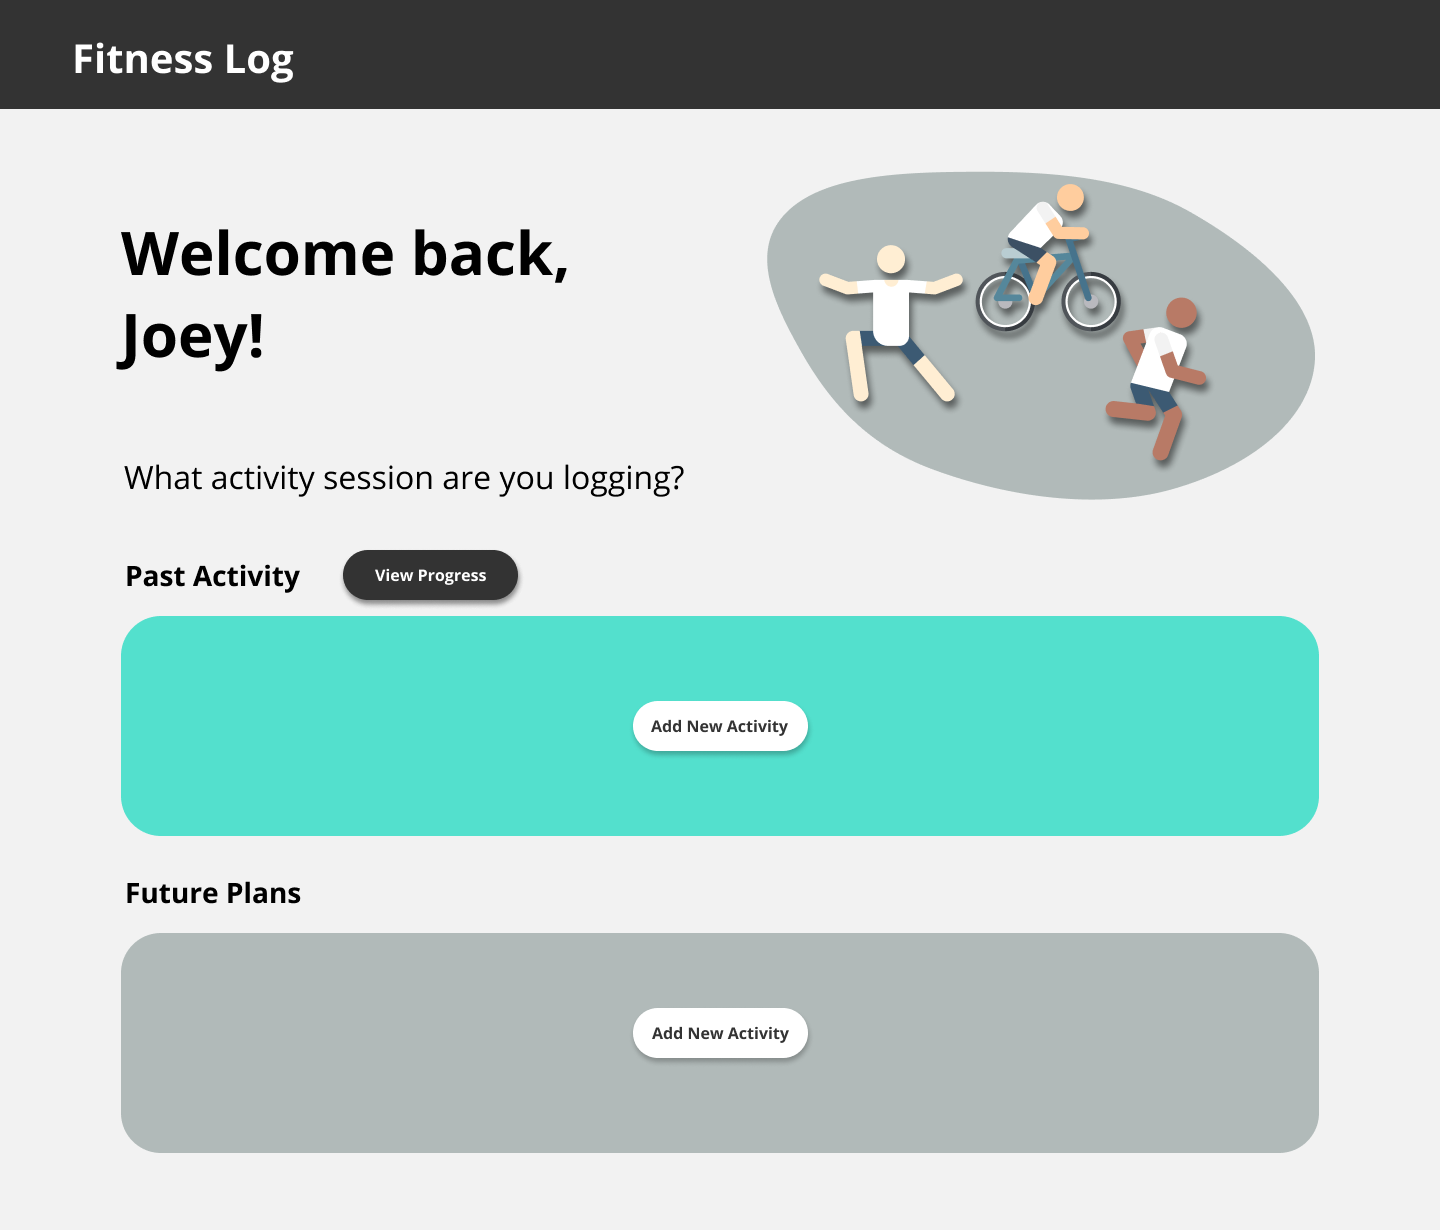 Fitness Log
Welcome back,
Joey!
What activity session are you logging?
Past Activity
View Progress
Add New Activity
Future Plans
Add New Activity